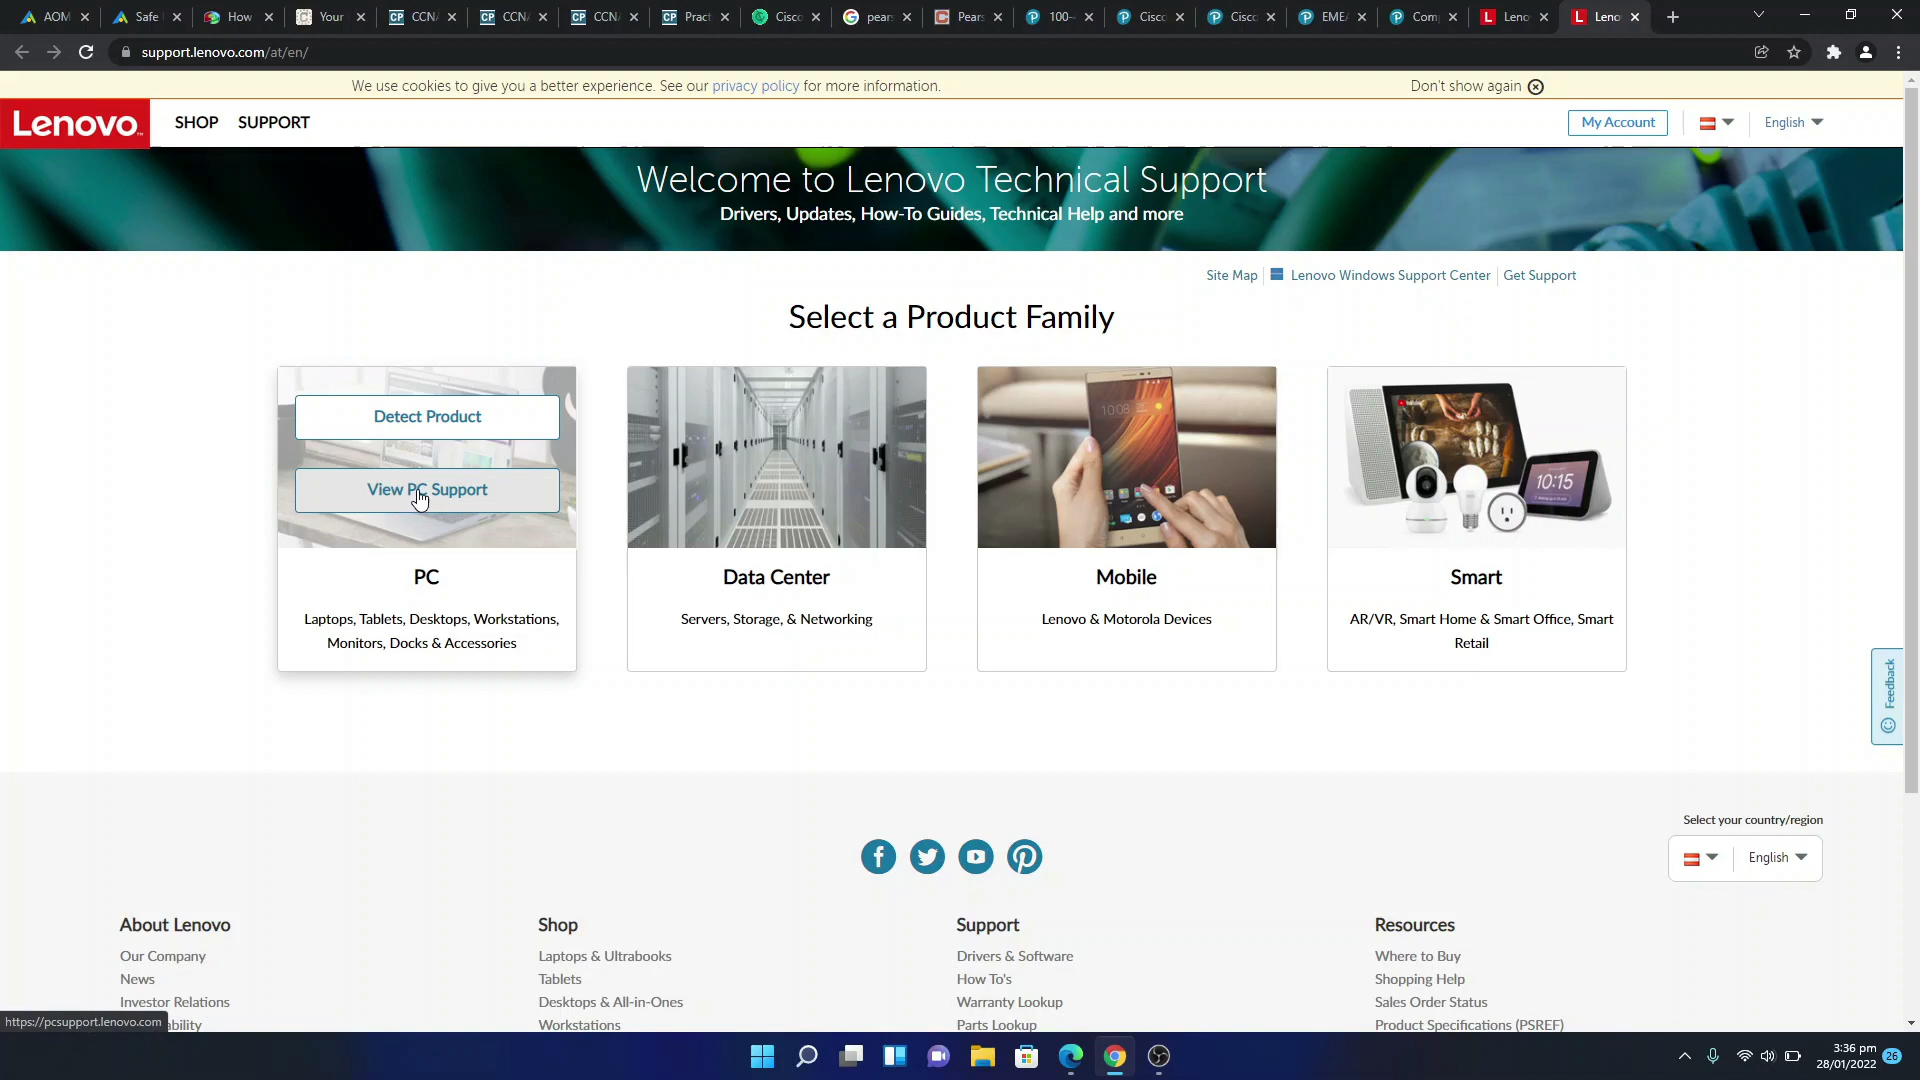 AOM
Safe
How
Your
CCN
CCN
CCN
Pract
Cisco
pears
Pears
100-
Cisco
Cisco
EME
Com
Leno
Leno
support.lenovo.com/at/en/
We use cookies to give you a better experience. See our privacy policy for more information.
Don't show again
Lenovo
SHOP
SUPPORT
My Account
English
Welcome to Lenovo Technical Support
Drivers, Updates, How-To Guides, Technical Help and more
Site Map
Lenovo Windows Support Center
Get Support
Select a Product Family
Detect Product
View PC Support
10:08
10:15
PC
Laptops, Tablets, Desktops, Workstations,
Monitors, Docks & Accessories
Data Center
Servers, Storage, & Networking
Mobile
Lenovo & Motorola Devices
Smart
AR/VR, Smart Home & Smart Office, Smart
Retail
Feedback
Select your country/region
English
About Lenovo
Our Company
News
Investor Relations
ability
Shop
Laptops & Ultrabooks
Tablets
Desktops & All-in-Ones
Workstations
Support
Drivers & Software
How To's
Warranty Lookup
Parts Lookup
Resources
Where to Buy
Shopping Help
Sales Order Status
Product Specifications (PSREF)
https://pcsupport.lenovo.com
3:36 pm
28/01/2022
26